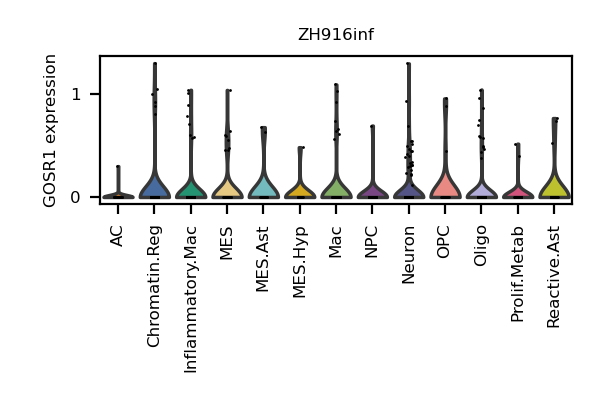 ZH916inf
GOSR1 expression
1
0
AC
Chromatin.Reg
Inflammatory.Mac
MES
MES.Ast
MES.Hyp
Mac
NPC
Neuron
OPC
Oligo
Prolif.Metab
Reactive.Ast